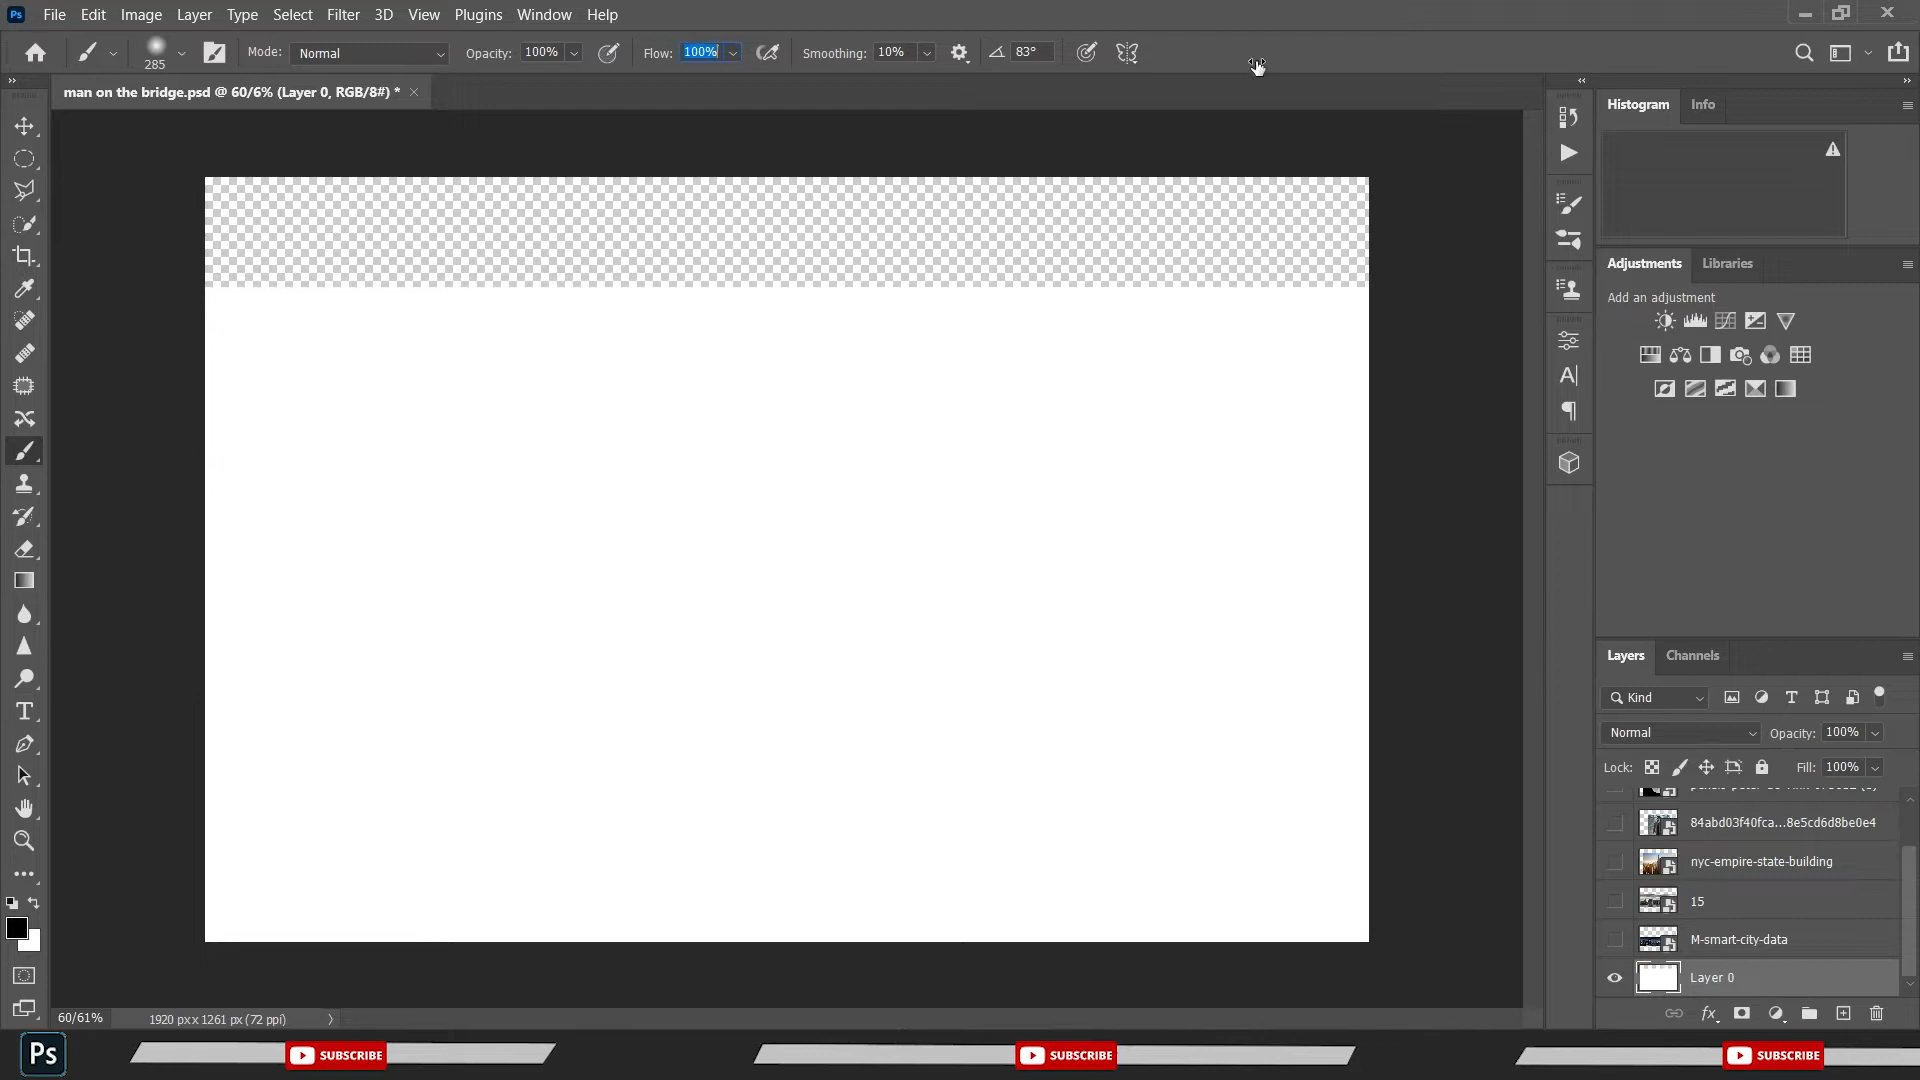 Ps File Edit Image Layer Type Select Filter 3D View Plugins Window Help
285 Mode: Normal Opacity: 100% Flow: 100% Smoothing: 10% 83°
man on the bridge.psd @ 60/6% (Layer 0, RGB/8#) *
Histogram Info
Adjustments Libraries
Add an adjustment
Layers Channels
Kind
Normal Opacity: 100%
Lock: Fill: 100%
84abd03f40fca...8e5cd6d8be0e4
nyc-empire-state-building
15
M-smart-city-data
Layer 0
60/61% 1920 px x 1261 px (72 ppi)
Ps SUBSCRIBE SUBSCRIBE SUBSCRIBE